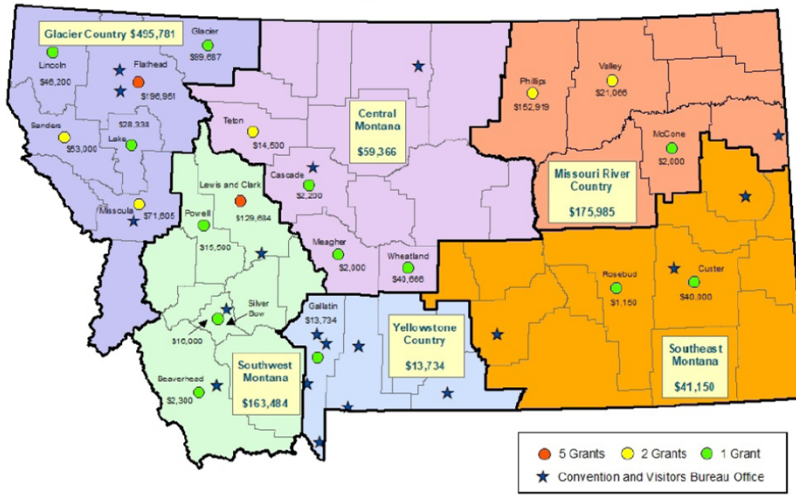 Glacier Country $495,781
Glacier
$99,687
Lincoln
$46,200
Flathead
$196,951
Sanders
$53,000
$28,338
Lake
Missoula
$71,605
Teton
$14,500
Central
Montana
$59,366
Cascade
$2,200
Meagher
$2,000
Wheatland
$40,666
Phillips
$152,919
Valley
$21,066
McCone
$2,000
Missouri River
Country
$175,985
Lewis and Clark
$129,684
Powell
$15,500
Silver
Bow
$16,000
Beaverhead
$2,300
Southwest
Montana
$163,484
Gallatin
$13,734
Yellowstone
Country
$13,734
Rosebud
$1,150
Custer
$40,000
Southeast
Montana
$41,150
5 Grants 2 Grants 1 Grant
Convention and Visitors Bureau Office